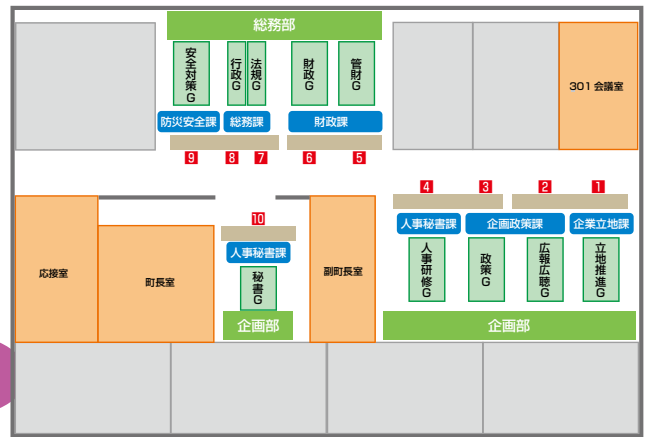 総務部
安全対策G
行政G
法規G
財政G
管財G
301会議室
防災安全課
総務課
財政課
9
8
7
6
5
4
3
2
1
10
人事秘書課
企画政策課
企業立地課
人事秘書課
応接室
町長室
秘書G
副町長室
人事研修G
政策G
広報広聴G
立地推進G
企画部
企画部